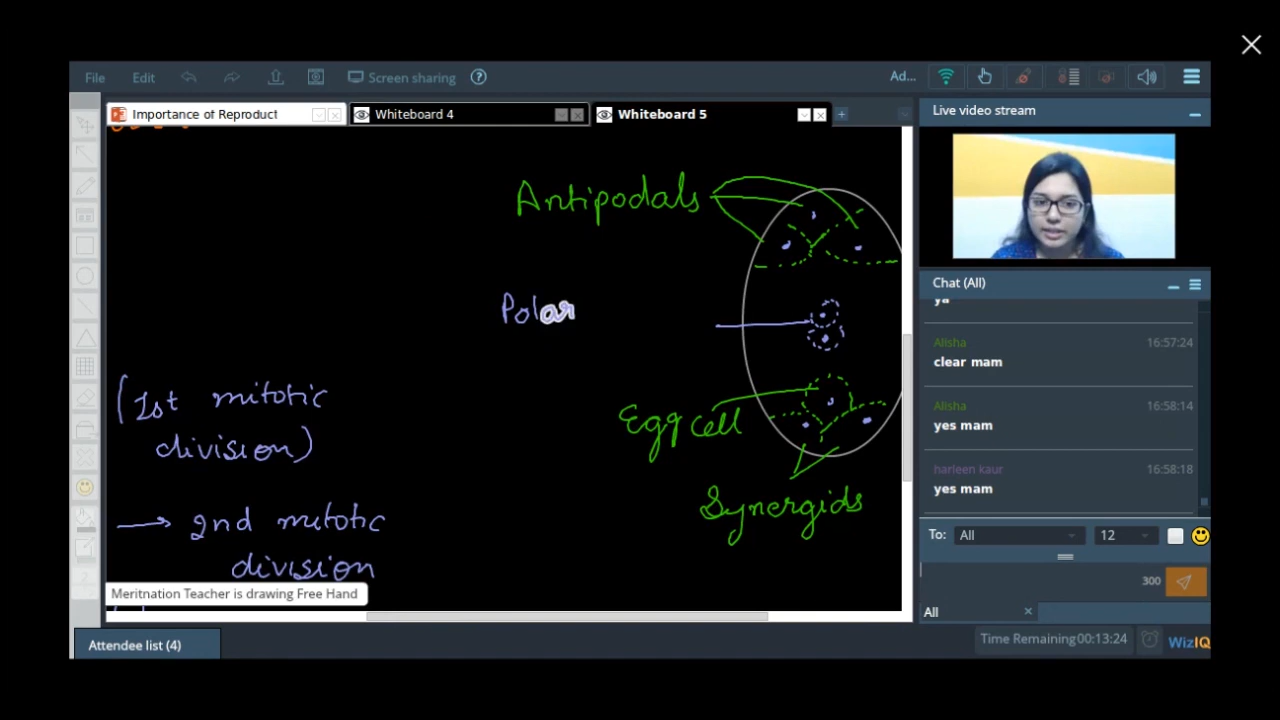 File Edit Screen sharing ? Ad...
Importance of Reproduct Whiteboard 4 Whiteboard 5
Live video stream
Antipodals
Polar
Egg cell
Synergids
(1st mitotic
division)
→ 2nd mitotic
division
Meritnation Teacher is drawing Free Hand
Chat (All)
ya
Alisha 16:57:24
clear mam
Alisha 16:58:14
yes mam
harleen kaur 16:58:18
yes mam
To: All 12
300
All
Attendee list (4)
Time Remaining00:13:24 WizIQ